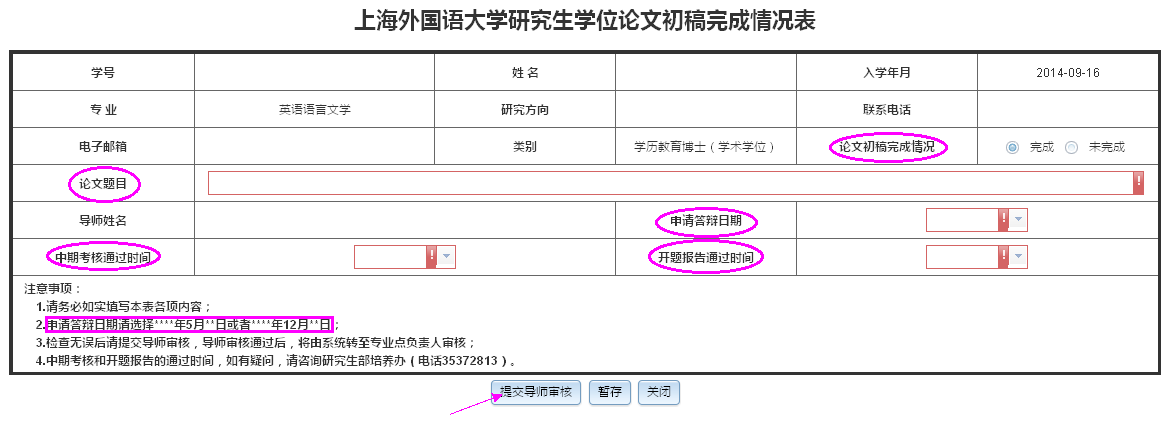 上海外国语大学研究生学位论文初稿完成情况表
学号 姓 名 入学年月 2014-09-16
专 业 英语语言文学 研究方向 联系电话
电子邮箱 类别 学历教育博士（学术学位） 论文初稿完成情况 完成 未完成
论文题目 !
导师姓名 申请答辩日期 !
中期考核通过时间 ! 开题报告通过时间 !
注意事项：
1.请务必如实填写本表各项内容；
2.申请答辩日期请选择****年5月**日或者****年12月**日；
3.检查无误后请提交导师审核，导师审核通过后，将由系统转至专业点负责人审核；
4.中期考核和开题报告的通过时间，如有疑问，请咨询研究生部培养办（电话35372813）。
提交导师审核 暂存 关闭